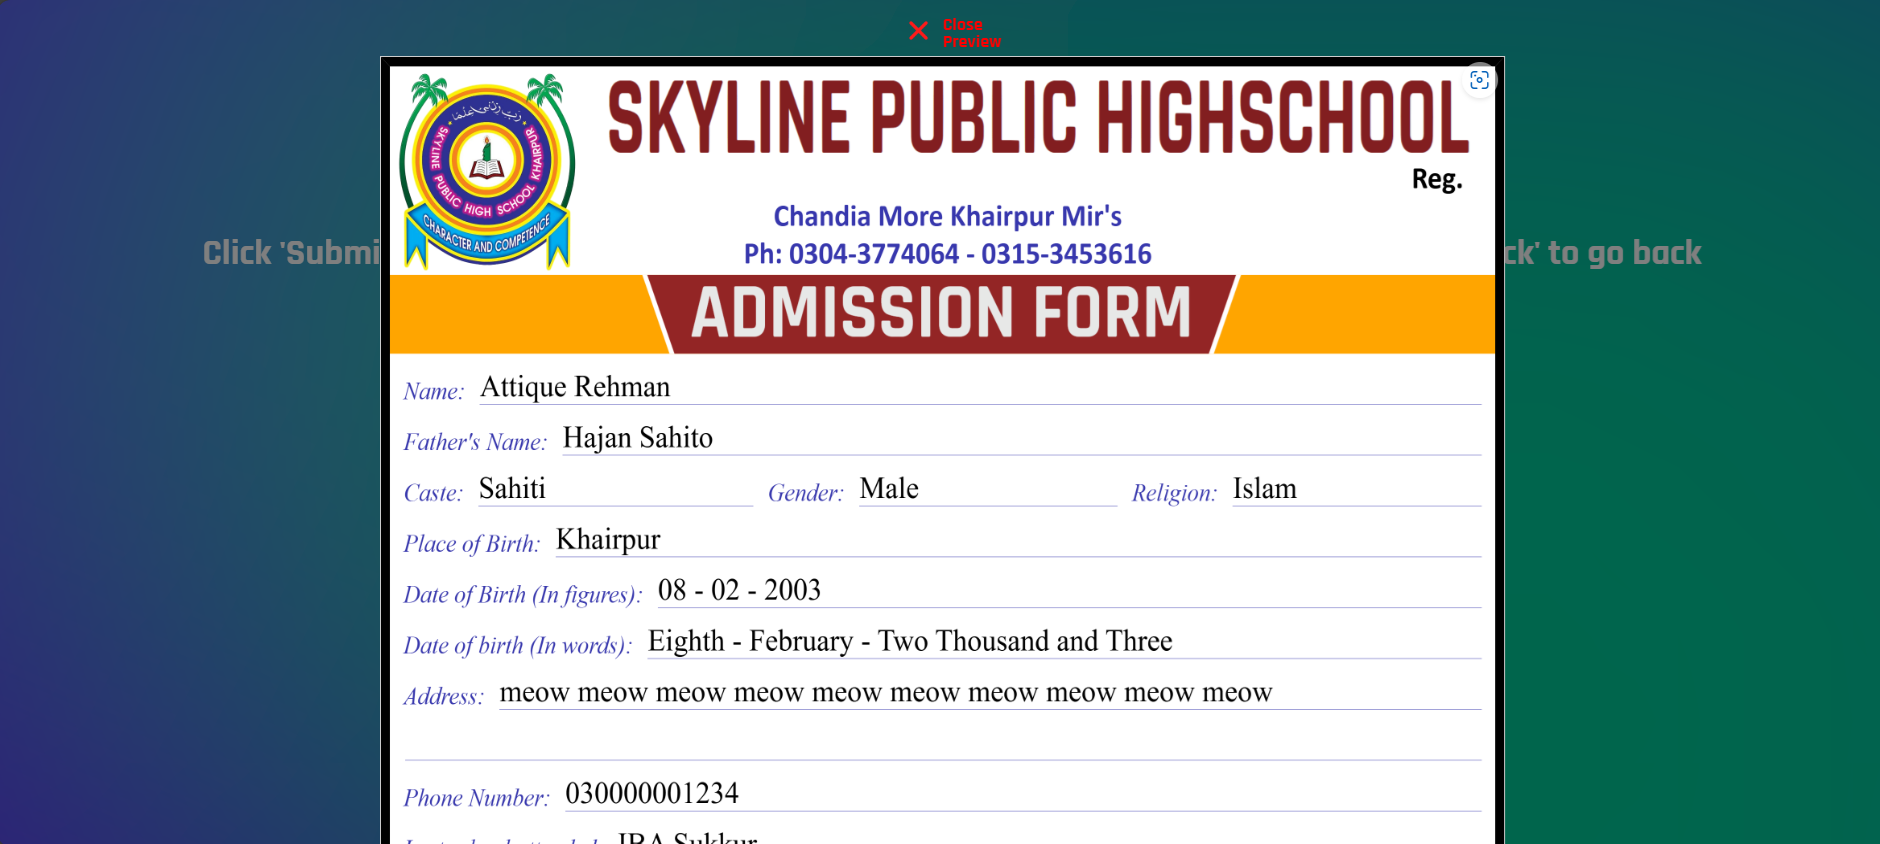 Close
Preview
SKYLINE PUBLIC HIGHSCHOOL
Reg.
رَبِّ زِدْنِي عِلْمًا
SKYLINE PUBLIC HIGH SCHOOL KHAIRPUR
CHARACTER AND COMPETENCE
Chandia More Khairpur Mir's
Ph: 0304-3774064 - 0315-3453616
Click 'Submi
ck' to go back
ADMISSION FORM
Name: Attique Rehman
Father's Name: Hajan Sahito
Caste: Sahiti Gender: Male Religion: Islam
Place of Birth: Khairpur
Date of Birth (In figures): 08 - 02 - 2003
Date of birth (In words): Eighth - February - Two Thousand and Three
Address: meow meow meow meow meow meow meow meow meow meow
Phone Number: 030000001234
IBA Sukkur